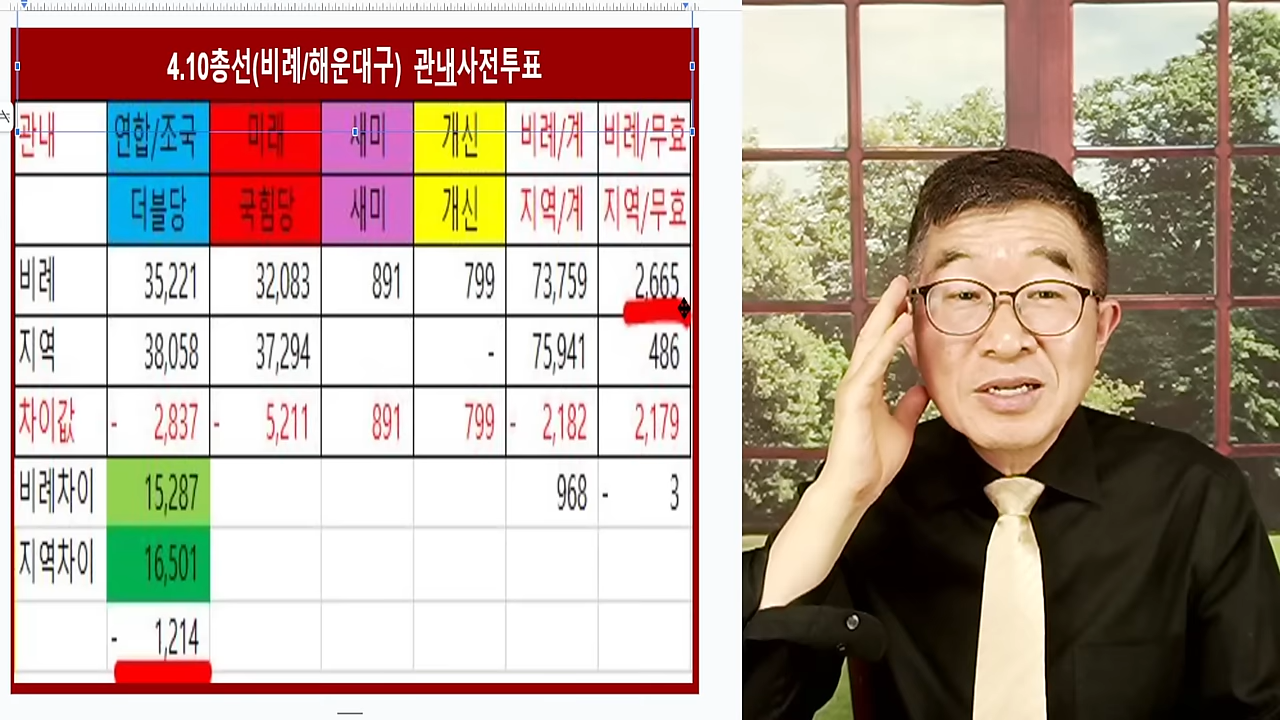 4.10총선(비례/해운대구) 관내사전투표
관내 연합/조국 미래 새미 개신 비례/계 비례/무효
더블당 국힘당 새미 개신 지역/계 지역/무효
비례 35,221 32,083 891 799 73,759 2,665
지역 38,058 37,294 - 75,941 486
차이값 - 2,837 - 5,211 891 799 - 2,182 2,179
비례차이 15,287 968 - 3
지역차이 16,501
- 1,214